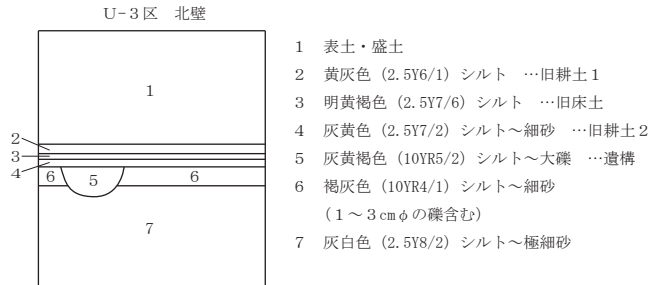 U-3区　北壁
1
2
3
4
6
5
6
7
1　表土・盛土
2　黄灰色（2.5Y6/1）シルト　…旧耕土１
3　明黄褐色（2.5Y7/6）シルト　…旧床土
4　灰黄色（2.5Y7/2）シルト～細砂　…旧耕土２
5　灰黄褐色（10YR5/2）シルト～大礫　…遺構
6　褐灰色（10YR4/1）シルト～細砂
（１～３cmφの礫含む）
7　灰白色（2.5Y8/2）シルト～極細砂